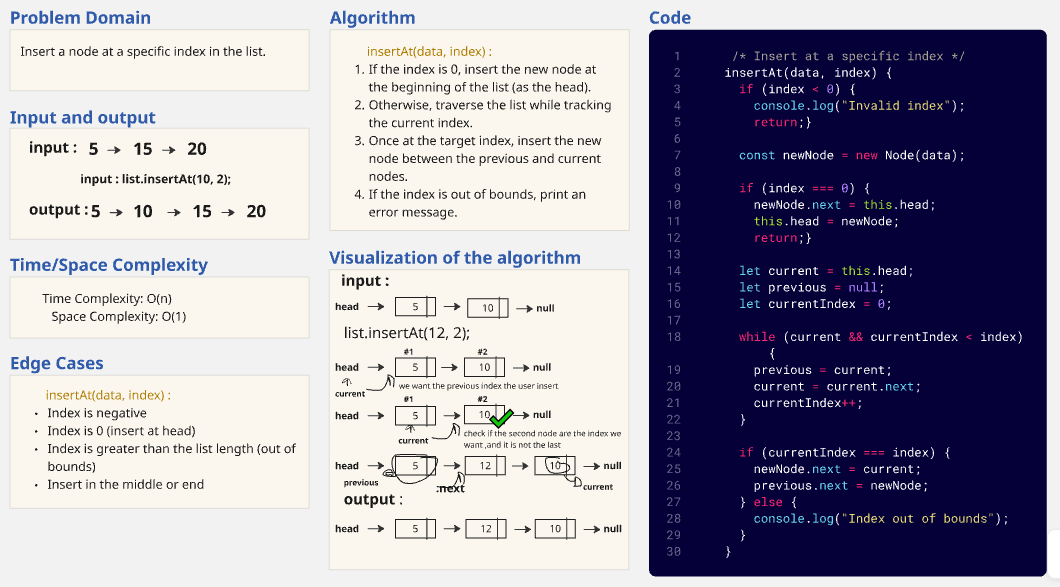 Problem Domain
Insert a node at a specific index in the list.
Input and output
input : 5 → 15 → 20
input : list.insertAt(10, 2);
output : 5 → 10 → 15 → 20
Time/Space Complexity
Time Complexity: O(n)
Space Complexity: O(1)
Edge Cases
insertAt(data, index) :
• Index is negative
• Index is 0 (insert at head)
• Index is greater than the list length (out of
bounds)
• Insert in the middle or end
Algorithm
insertAt(data, index) :
1. If the index is 0, insert the new node at
the beginning of the list (as the head).
2. Otherwise, traverse the list while tracking
the current index.
3. Once at the target index, insert the new
node between the previous and current
nodes.
4. If the index is out of bounds, print an
error message.
Visualization of the algorithm
input :
head → 5 → 10 → null
list.insertAt(12, 2);
#1 #2
head → 5 → 10 → null
current
we want the previous index the user insert
#1 #2
head → 5 → 10 → null
current
check if the second node are the index we
want ,and it is not the last
head → 5 → 12 → 10 → null
previous .next current
output :
head → 5 → 12 → 10 → null
Code
1 /* Insert at a specific index */
2 insertAt(data, index) {
3 if (index < 0) {
4 console.log("Invalid index");
5 return;}
6
7 const newNode = new Node(data);
8
9 if (index === 0) {
10 newNode.next = this.head;
11 this.head = newNode;
12 return;}
13
14 let current = this.head;
15 let previous = null;
16 let currentIndex = 0;
17
18 while (current && currentIndex < index)
{
19 previous = current;
20 current = current.next;
21 currentIndex++;
22 }
23
24 if (currentIndex === index) {
25 newNode.next = current;
26 previous.next = newNode;
27 } else {
28 console.log("Index out of bounds");
29 }
30 }